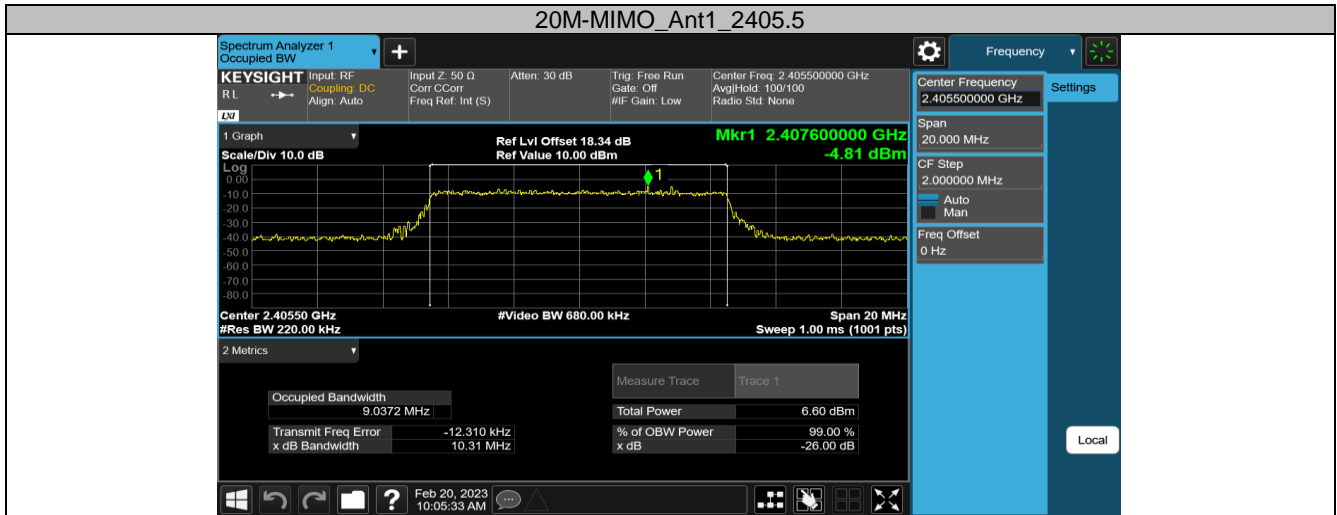 20M-MIMO_Ant1_2405.5
Spectrum Analyzer 1
Occupied BW
Frequency
KEYSIGHT
R L
LXI
Input: RF
Coupling: DC
Align: Auto
Input Z: 50 Ω
Corr CCorr
Freq Ref: Int (S)
Atten: 30 dB
Trig: Free Run
Gate: Off
#IF Gain: Low
Center Freq: 2.405500000 GHz
Avg|Hold: 100/100
Radio Std: None
1 Graph
Scale/Div 10.0 dB
Ref Lvl Offset 18.34 dB
Ref Value 10.00 dBm
Mkr1 2.407600000 GHz
-4.81 dBm
Log
0.00
-10.0
-20.0
-30.0
-40.0
-50.0
-60.0
-70.0
-80.0
1
Center 2.40550 GHz
#Res BW 220.00 kHz
#Video BW 680.00 kHz
Span 20 MHz
Sweep 1.00 ms (1001 pts)
2 Metrics
Measure Trace Trace 1
Occupied Bandwidth
9.0372 MHz
Total Power 6.60 dBm
Transmit Freq Error -12.310 kHz
% of OBW Power 99.00 %
x dB Bandwidth 10.31 MHz
x dB -26.00 dB
Center Frequency
2.405500000 GHz
Settings
Span
20.000 MHz
CF Step
2.000000 MHz
Auto
Man
Freq Offset
0 Hz
Local
?
Feb 20, 2023
10:05:33 AM